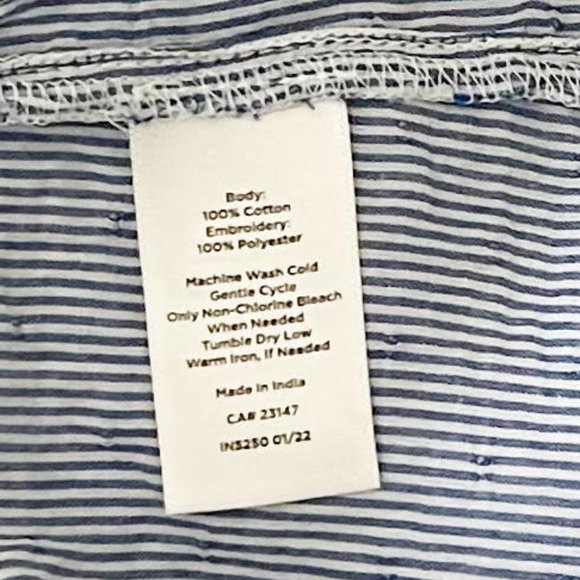 Body:
100% Cotton
Embroidery:
100% Polyester
Machine Wash Cold
Gentle Cycle
Only Non-Chlorine Bleach
When Needed
Tumble Dry Low
Warm Iron, If Needed
Made in India
CA# 23147
IN3250 01/22